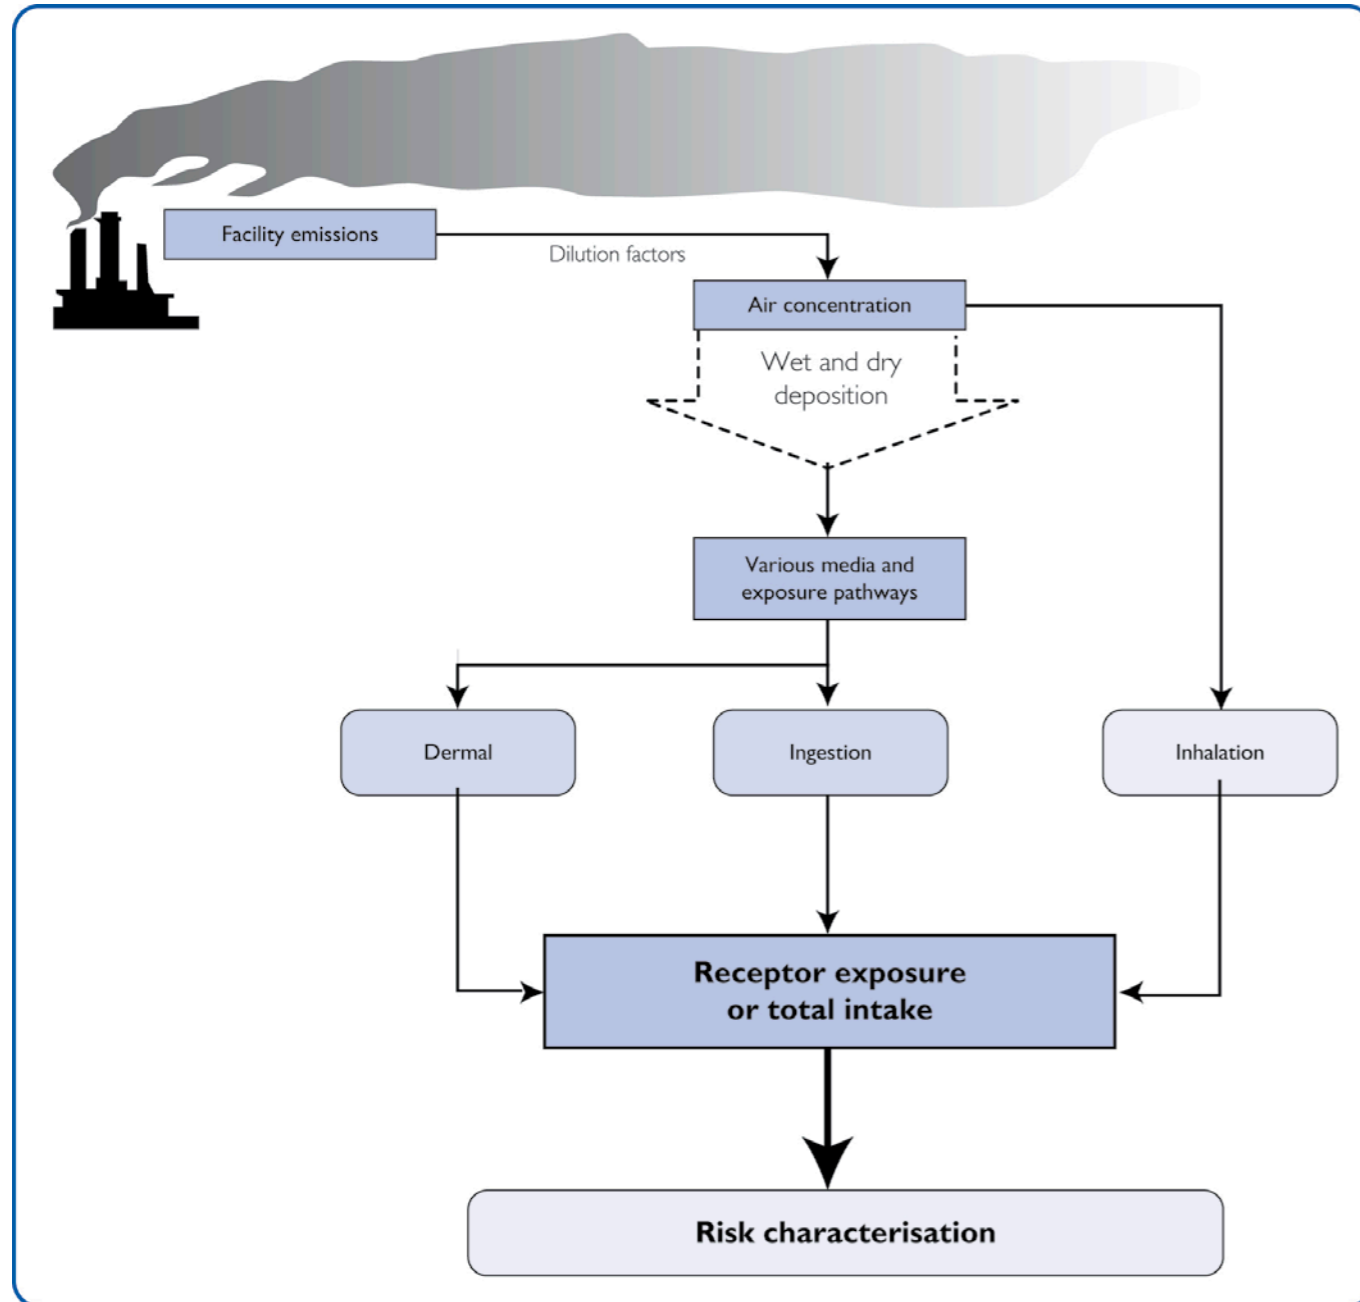 Facility emissions
Dilution factors
Air concentration
Wet and dry
deposition
Various media and
exposure pathways
Dermal
Ingestion
Inhalation
Receptor exposure
or total intake
Risk characterisation